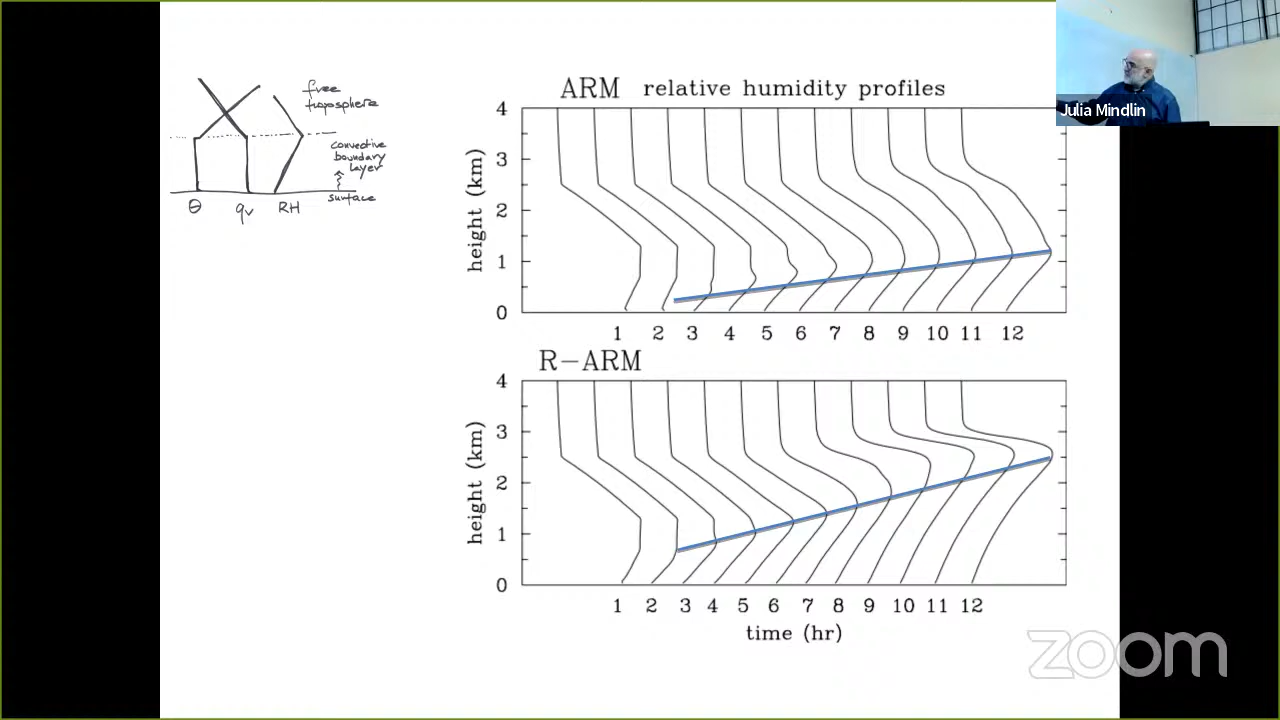 free
troposphere
convective
boundary
layer
surface
θ qv RH
ARM relative humidity profiles
height (km)
4
3
2
1
0
1 2 3 4 5 6 7 8 9 10 11 12
R-ARM
height (km)
4
3
2
1
0
1 2 3 4 5 6 7 8 9 10 11 12
time (hr)
Julia Mindlin
zoom